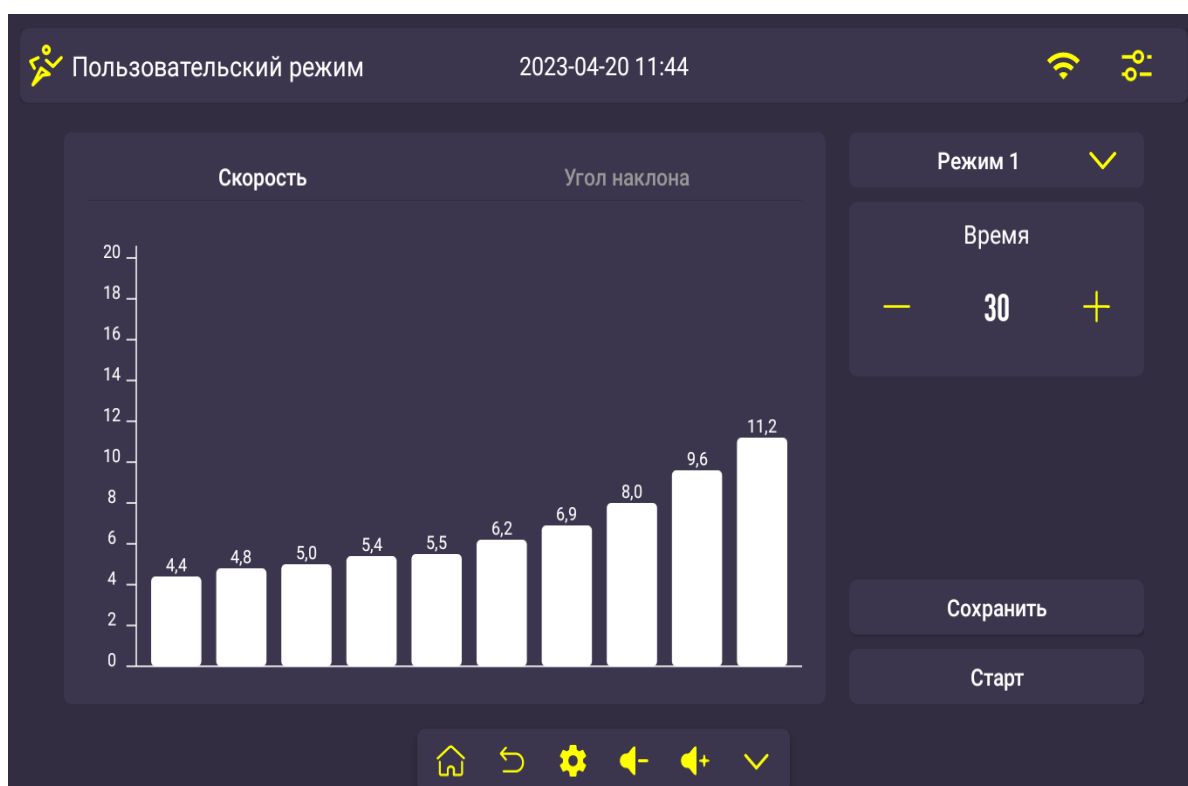 Пользовательский режим 2023-04-20 11:44
Скорость Угол наклона
20
18
16
14
12
10
8
6
4
2
0
4,4 4,8 5,0 5,4 5,5 6,2 6,9 8,0 9,6 11,2
Режим 1
Время
30
Сохранить
Старт